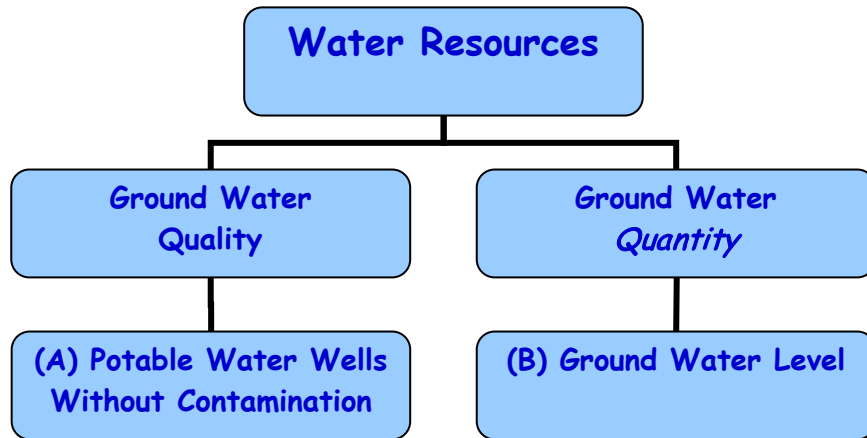 Water Resources
Ground Water
Quality
Ground Water
Quantity
(A) Potable Water Wells
Without Contamination
(B) Ground Water Level